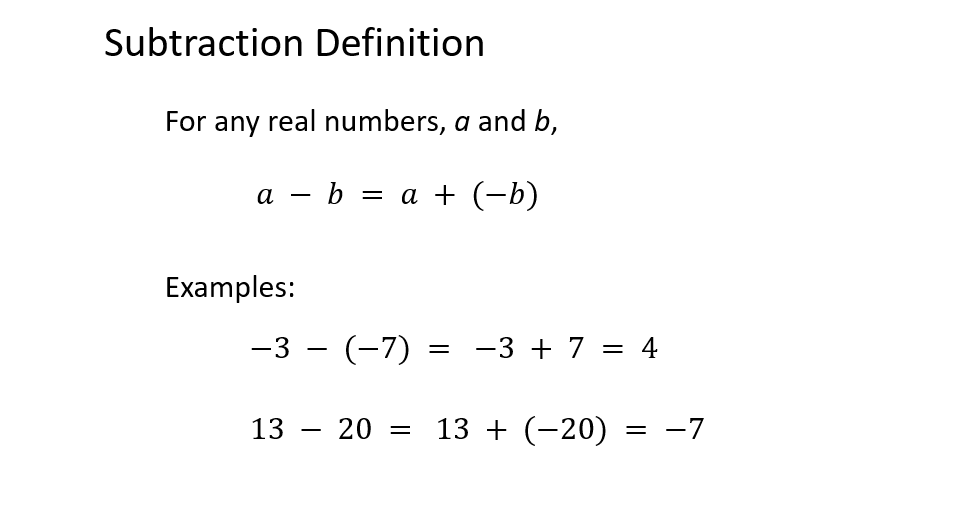 Subtraction Definition
For any real numbers, a and b,
a − b = a + (−b)
Examples:
−3 − (−7) = −3 + 7 = 4
13 − 20 = 13 + (−20) = −7